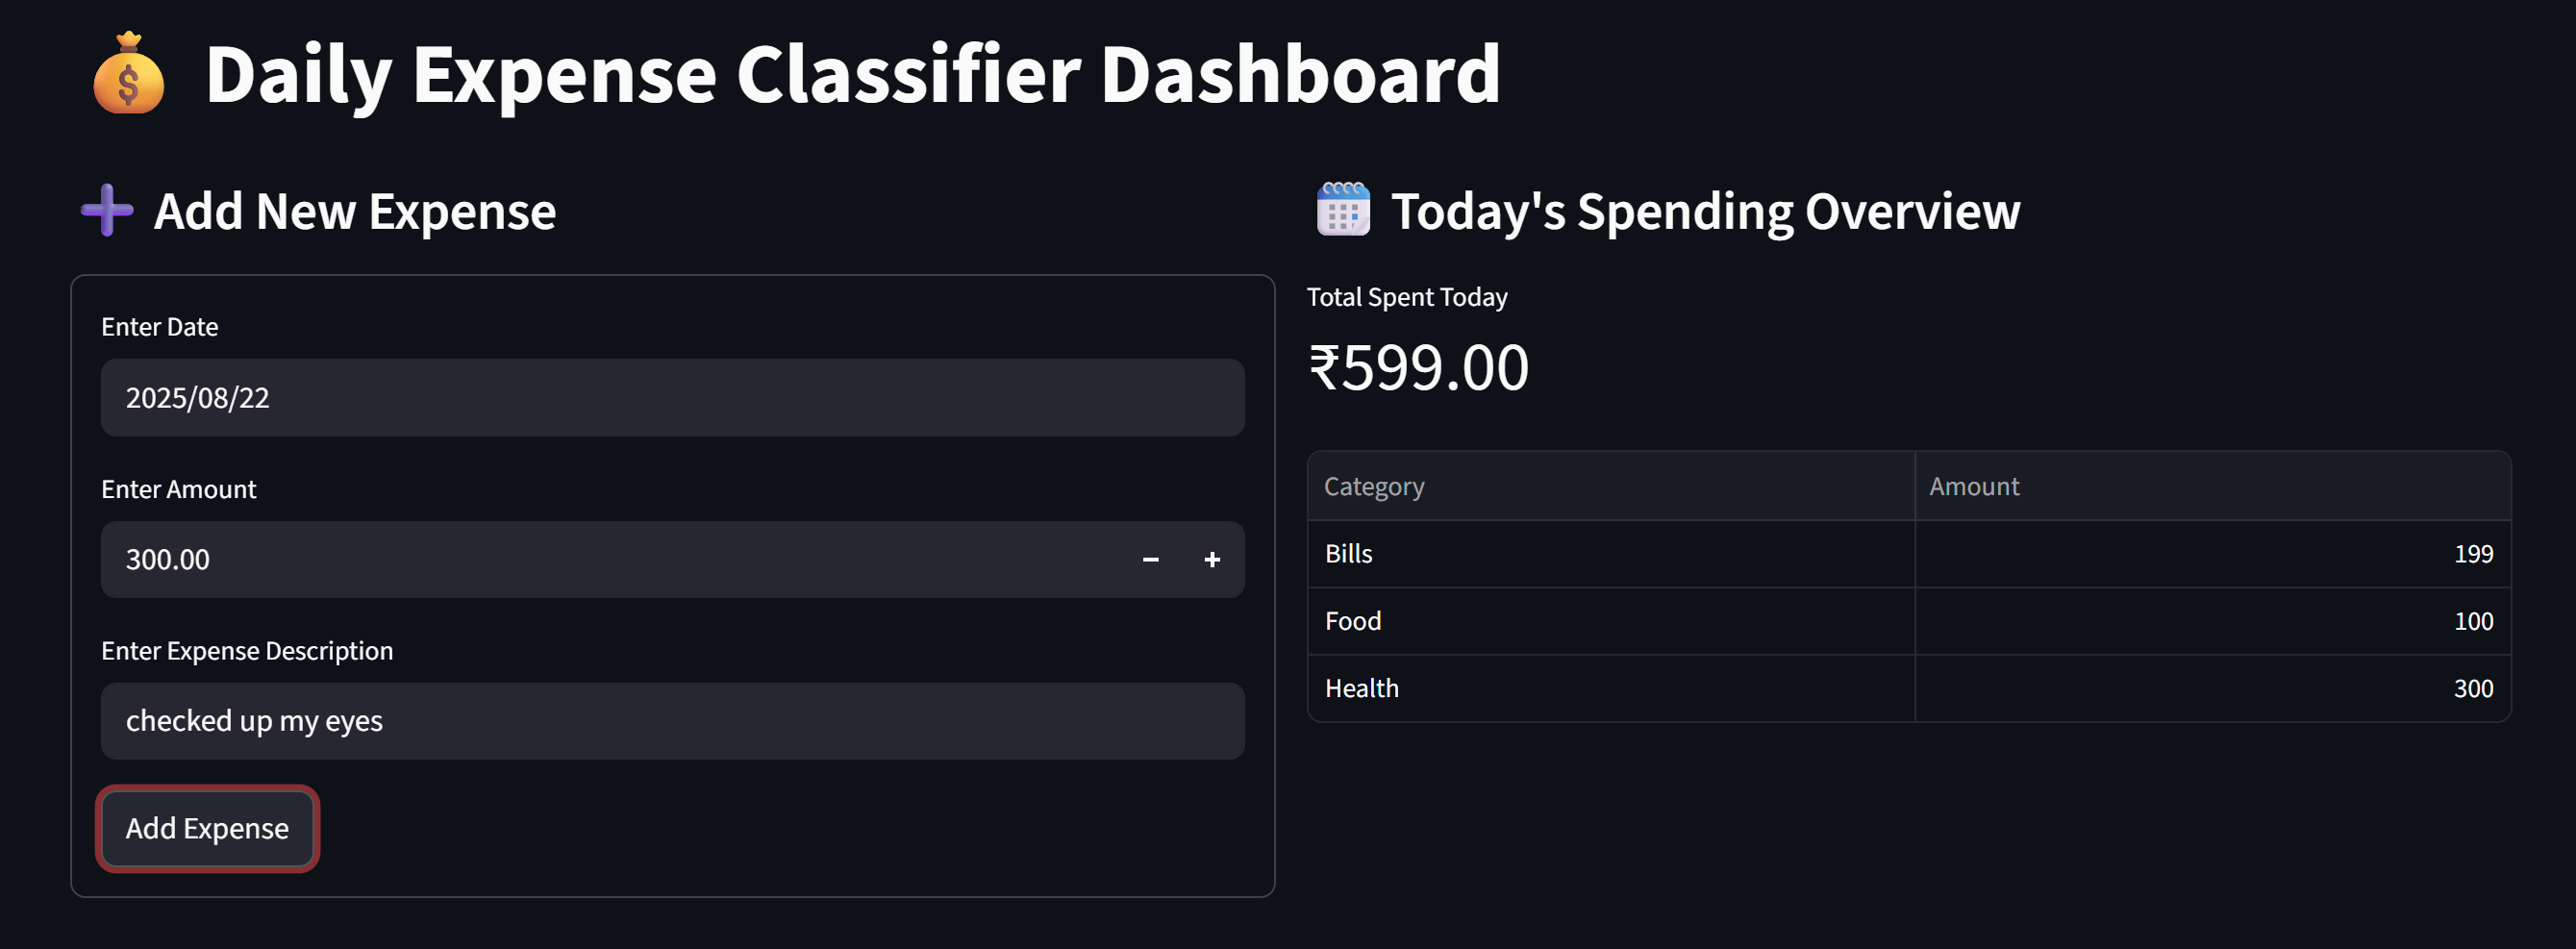 Daily Expense Classifier Dashboard
Add New Expense
Enter Date
2025/08/22
Enter Amount
300.00 − +
Enter Expense Description
checked up my eyes
Add Expense
Today's Spending Overview
Total Spent Today
₹599.00
Category Amount
Bills 199
Food 100
Health 300